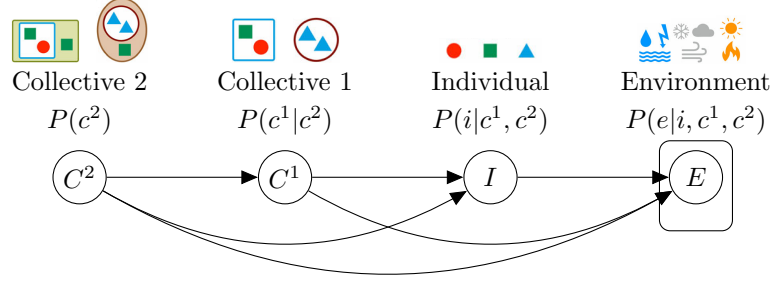 Collective 2 Collective 1 Individual Environment
P(c²) P(c¹|c²) P(i|c¹, c²) P(e|i, c¹, c²)
C² C¹ I E